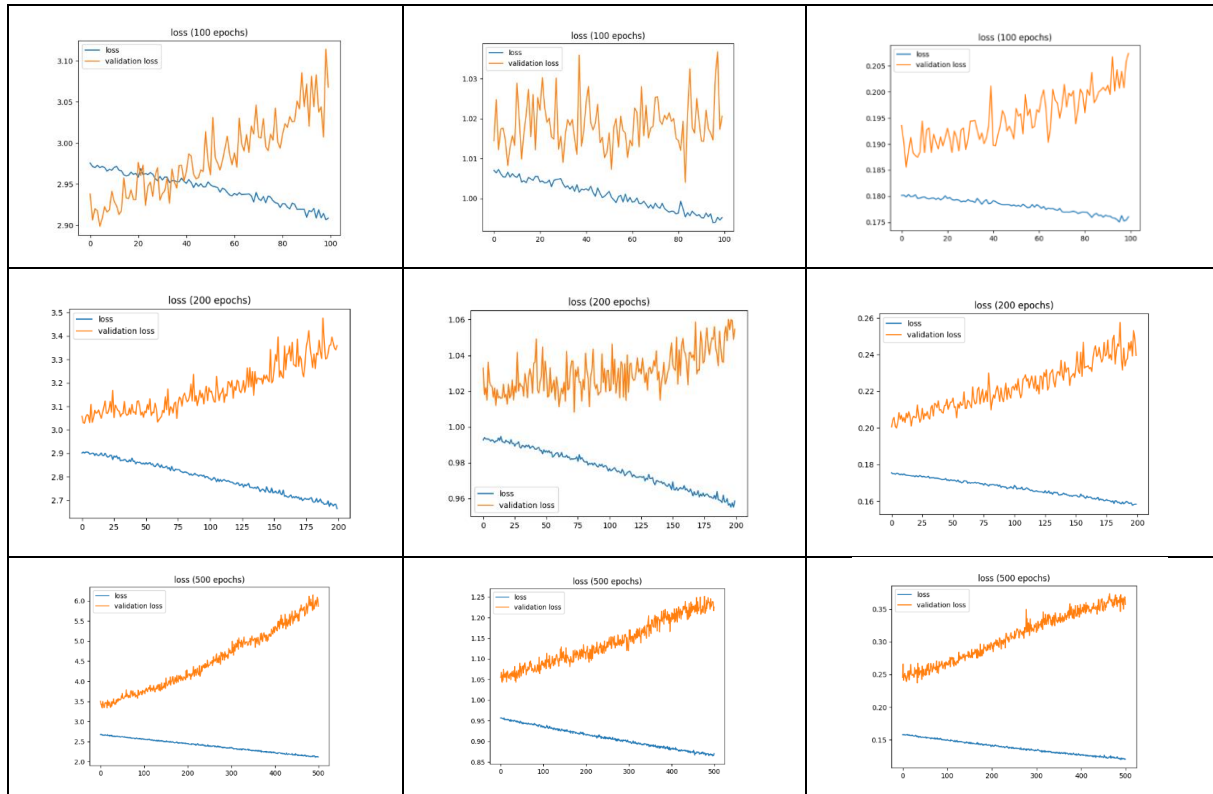 loss (100 epochs)
loss
validation loss
3.10
3.05
3.00
2.95
2.90
0 20 40 60 80 100
loss (100 epochs)
loss
validation loss
1.03
1.02
1.01
1.00
0 20 40 60 80 100
loss (100 epochs)
loss
validation loss
0.205
0.200
0.195
0.190
0.185
0.180
0.175
0 20 40 60 80 100
loss (200 epochs)
loss
validation loss
3.5
3.4
3.3
3.2
3.1
3.0
2.9
2.8
2.7
0 25 50 75 100 125 150 175 200
loss (200 epochs)
1.06
1.04
1.02
1.00
0.98
0.96
loss
validation loss
0 25 50 75 100 125 150 175 200
loss (200 epochs)
loss
validation loss
0.26
0.24
0.22
0.20
0.18
0.16
0 25 50 75 100 125 150 175 200
loss (500 epochs)
loss
validation loss
6.0
5.5
5.0
4.5
4.0
3.5
3.0
2.5
2.0
0 100 200 300 400 500
loss (500 epochs)
loss
validation loss
1.25
1.20
1.15
1.10
1.05
1.00
0.95
0.90
0.85
0 100 200 300 400 500
loss (500 epochs)
loss
validation loss
0.35
0.30
0.25
0.20
0.15
0 100 200 300 400 500